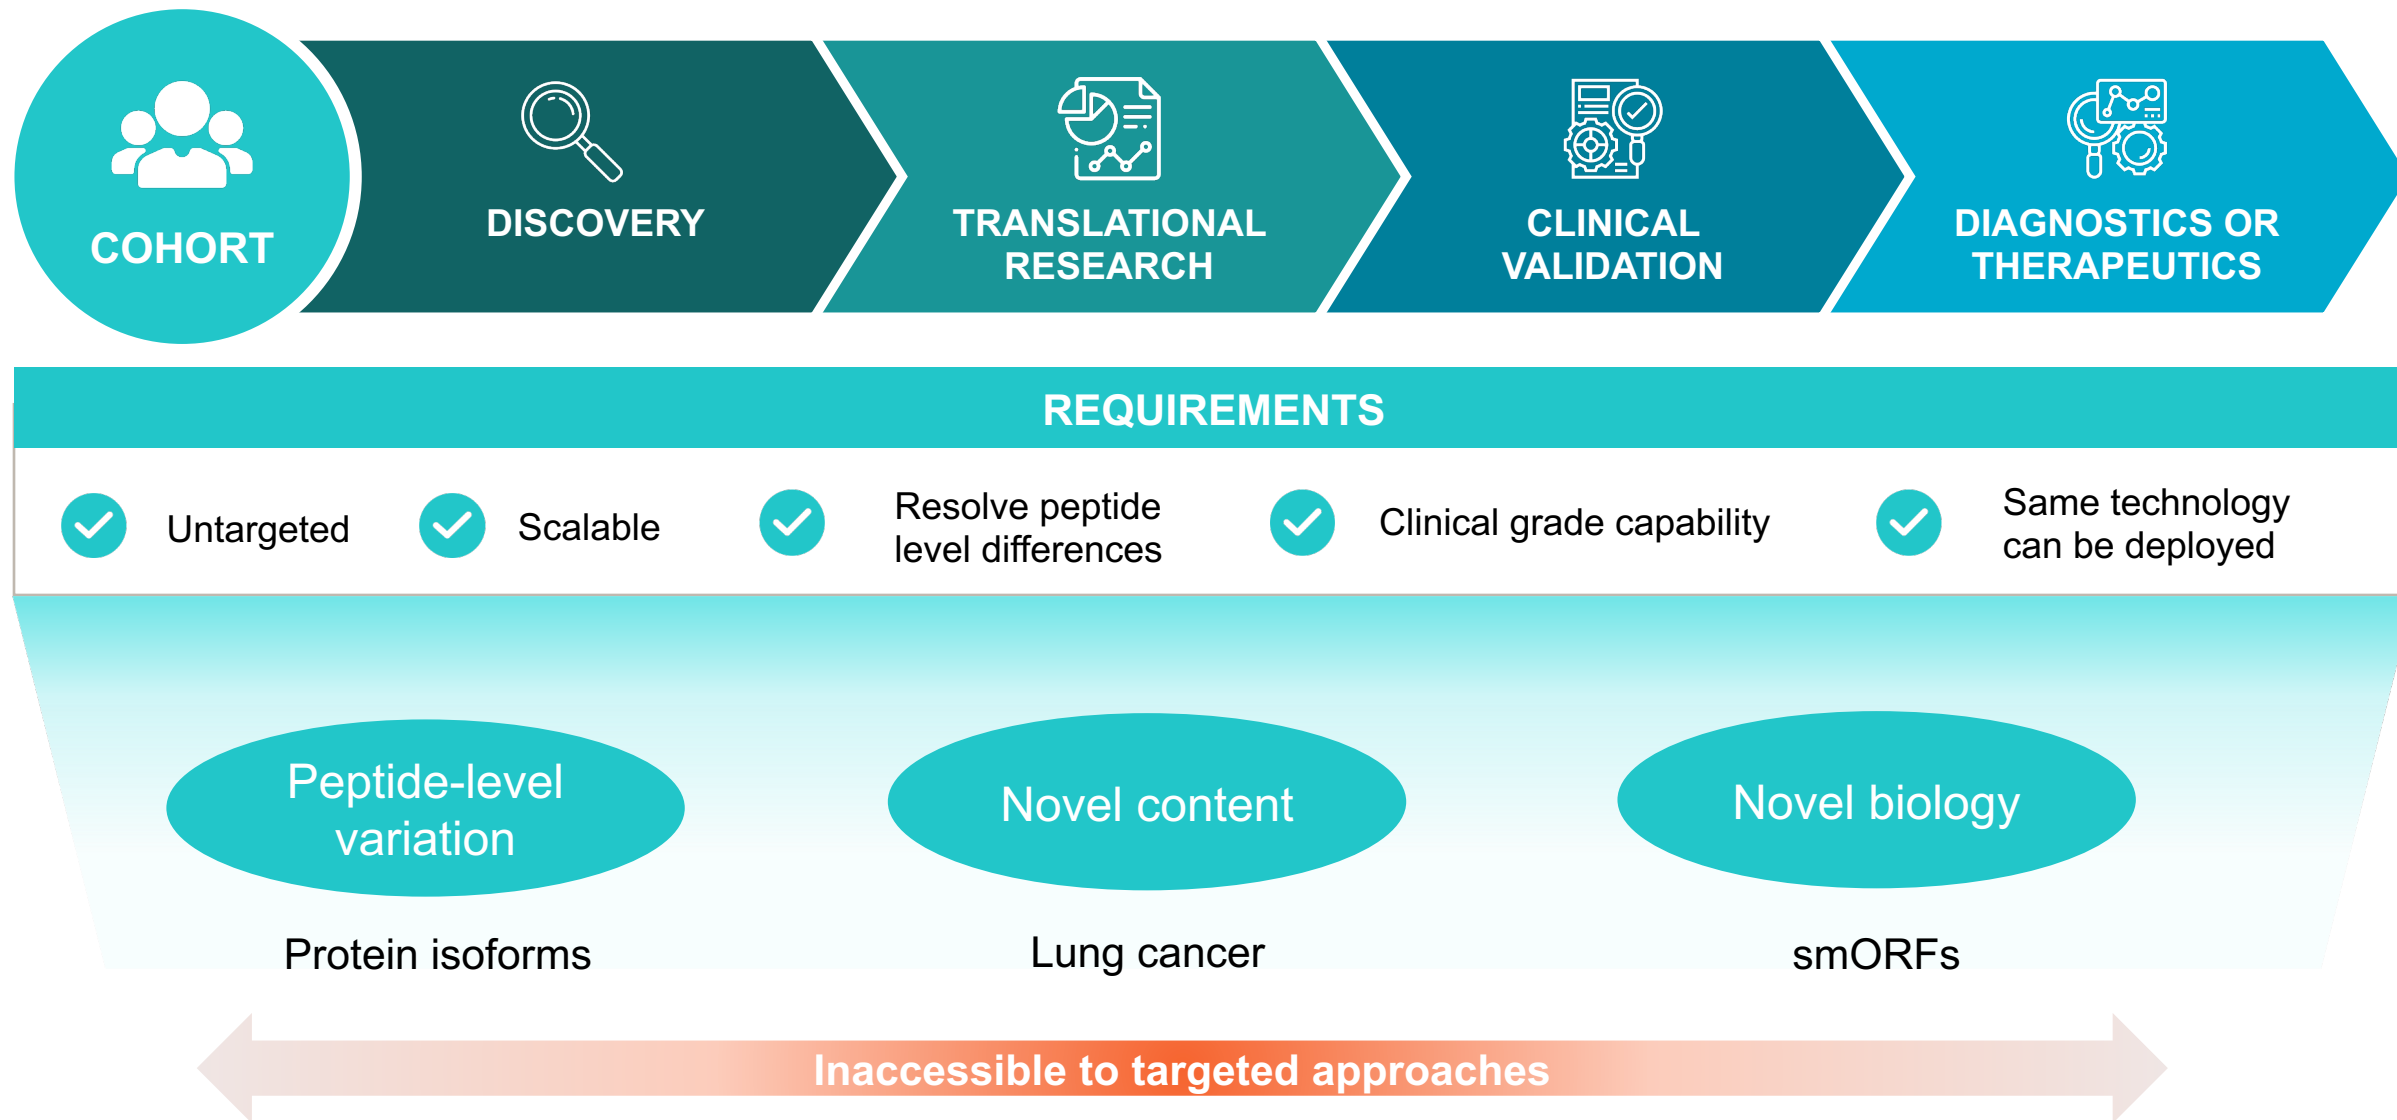 COHORT
DISCOVERY
TRANSLATIONAL
RESEARCH
CLINICAL
VALIDATION
DIAGNOSTICS OR
THERAPEUTICS
REQUIREMENTS
Untargeted
Scalable
Resolve peptide
level differences
Clinical grade capability
Same technology
can be deployed
Peptide-level
variation
Novel content
Novel biology
Protein isoforms
Lung cancer
smORFs
Inaccessible to targeted approaches